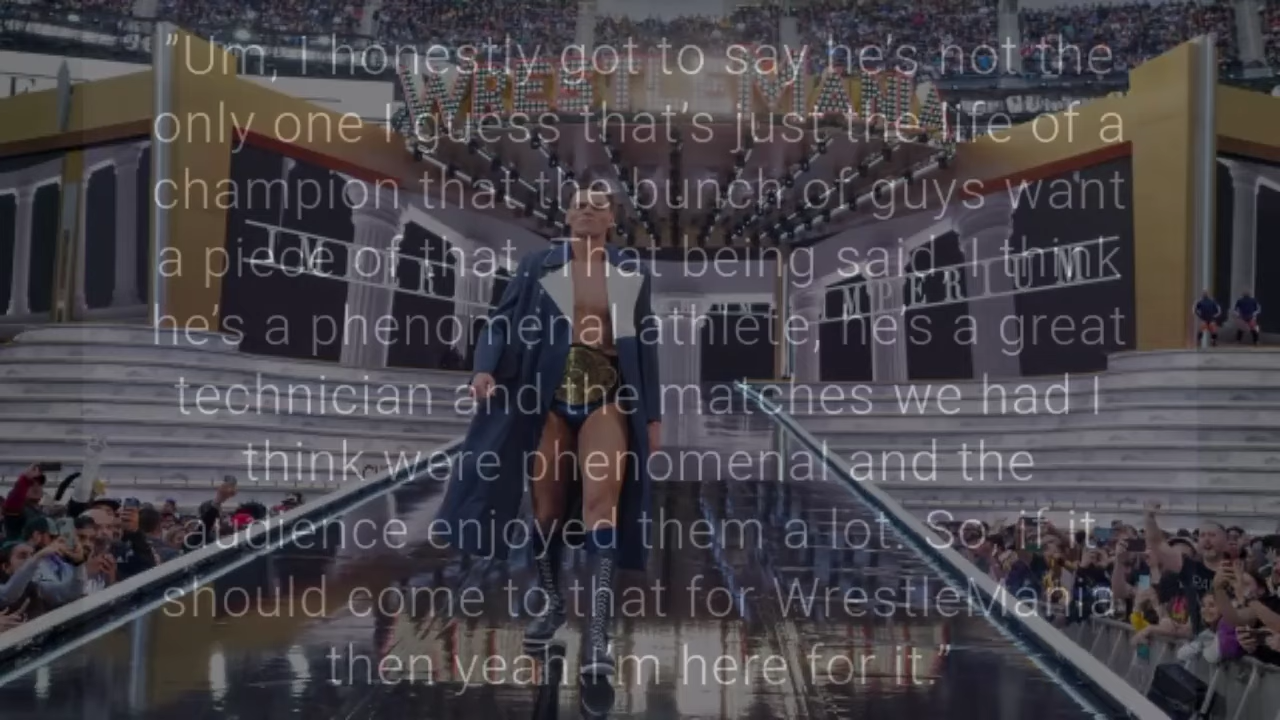 "Um, I honestly got to say he's not the
only one I guess that's just the life of a
champion that the bunch of guys want
a piece of that. That being said, I think
he's a phenomenal athlete, he's a great
technician and the matches we had I
think were phenomenal and the
audience enjoyed them a lot. So, if it
should come to that for WrestleMania
then yeah I'm here for it."
WRESTLEMANIA
MPERIUM